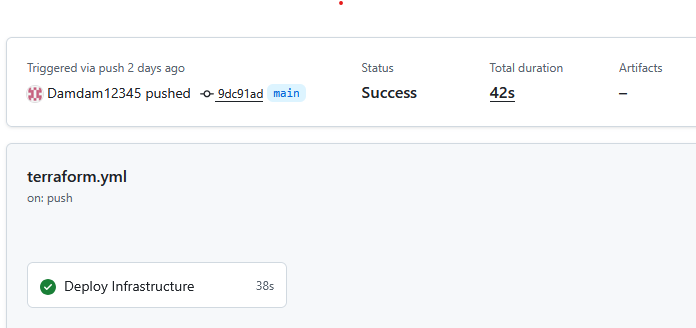 Triggered via push 2 days ago
Damdam12345 pushed 9dc91ad main
Status
Success
Total duration
42s
Artifacts
–
terraform.yml
on: push
Deploy Infrastructure 38s